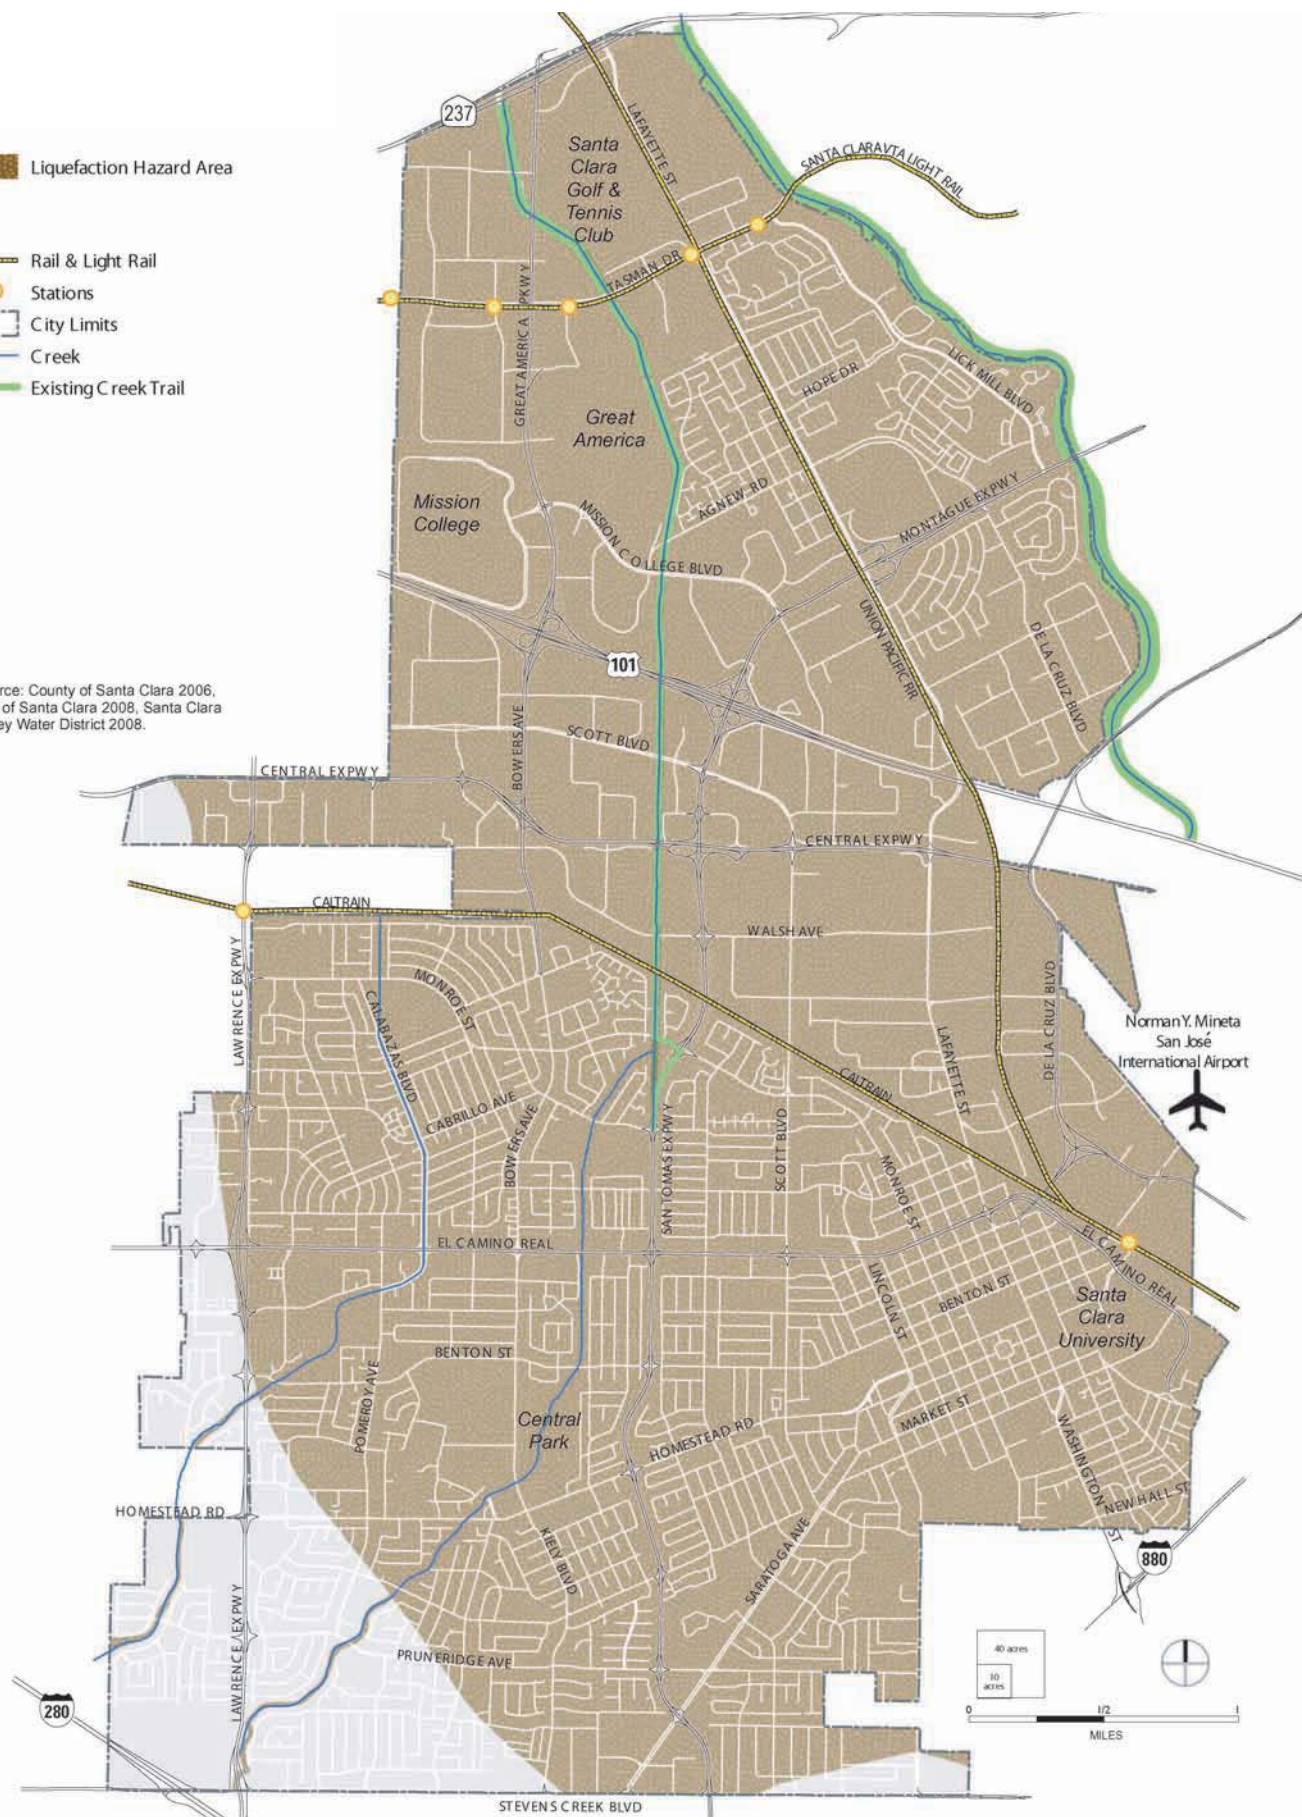 237
Liquefaction Hazard Area
Rail & Light Rail
Stations
City Limits
Creek
Existing Creek Trail
rce: County of Santa Clara 2006,
of Santa Clara 2008, Santa Clara
ey Water District 2008.
LAFAYETTE ST
Santa
Clara
Golf &
Tennis
Club
SANTA CLARA VTA LIGHT RAIL
TASMAN DR
GREAT AMERICA PKWY
LICK MILL BLVD
HOPE DR
Great
America
Mission
College
AGNEW RD
MONTAGUE EXPWY
MISSION COLLEGE BLVD
UNION PACIFIC RR
DE LA CRUZ BLVD
101
BOWERS AVE
SCOTT BLVD
CENTRAL EXPWY
CENTRAL EXPWY
CALTRAIN
WALSH AVE
LAWRENCE EXPWY
MONROE ST
CALABAZAS BLVD
DE LA CRUZ BLVD
Norman Y. Mineta
San José
International Airport
LAFAYETTE ST
CALTRAIN
CABRILLO AVE
BOWERS AVE
SAN TOMAS EXPWY
SCOTT BLVD
MONROE ST
EL CAMINO REAL
EL CAMINO REAL
LINCOLN ST
BENTON ST
Santa
Clara
University
BENTON ST
POMEROY AVE
Central
Park
HOMESTEAD RD
MARKET ST
WASHINGTON ST
NEWHALL ST
HOMESTEAD RD
KIELY BLVD
SARATOGA AVE
880
LAWRENCE EXPWY
PRUNERIDGE AVE
280
40 acres
10
acres
0 1/2 1
MILES
STEVENS CREEK BLVD